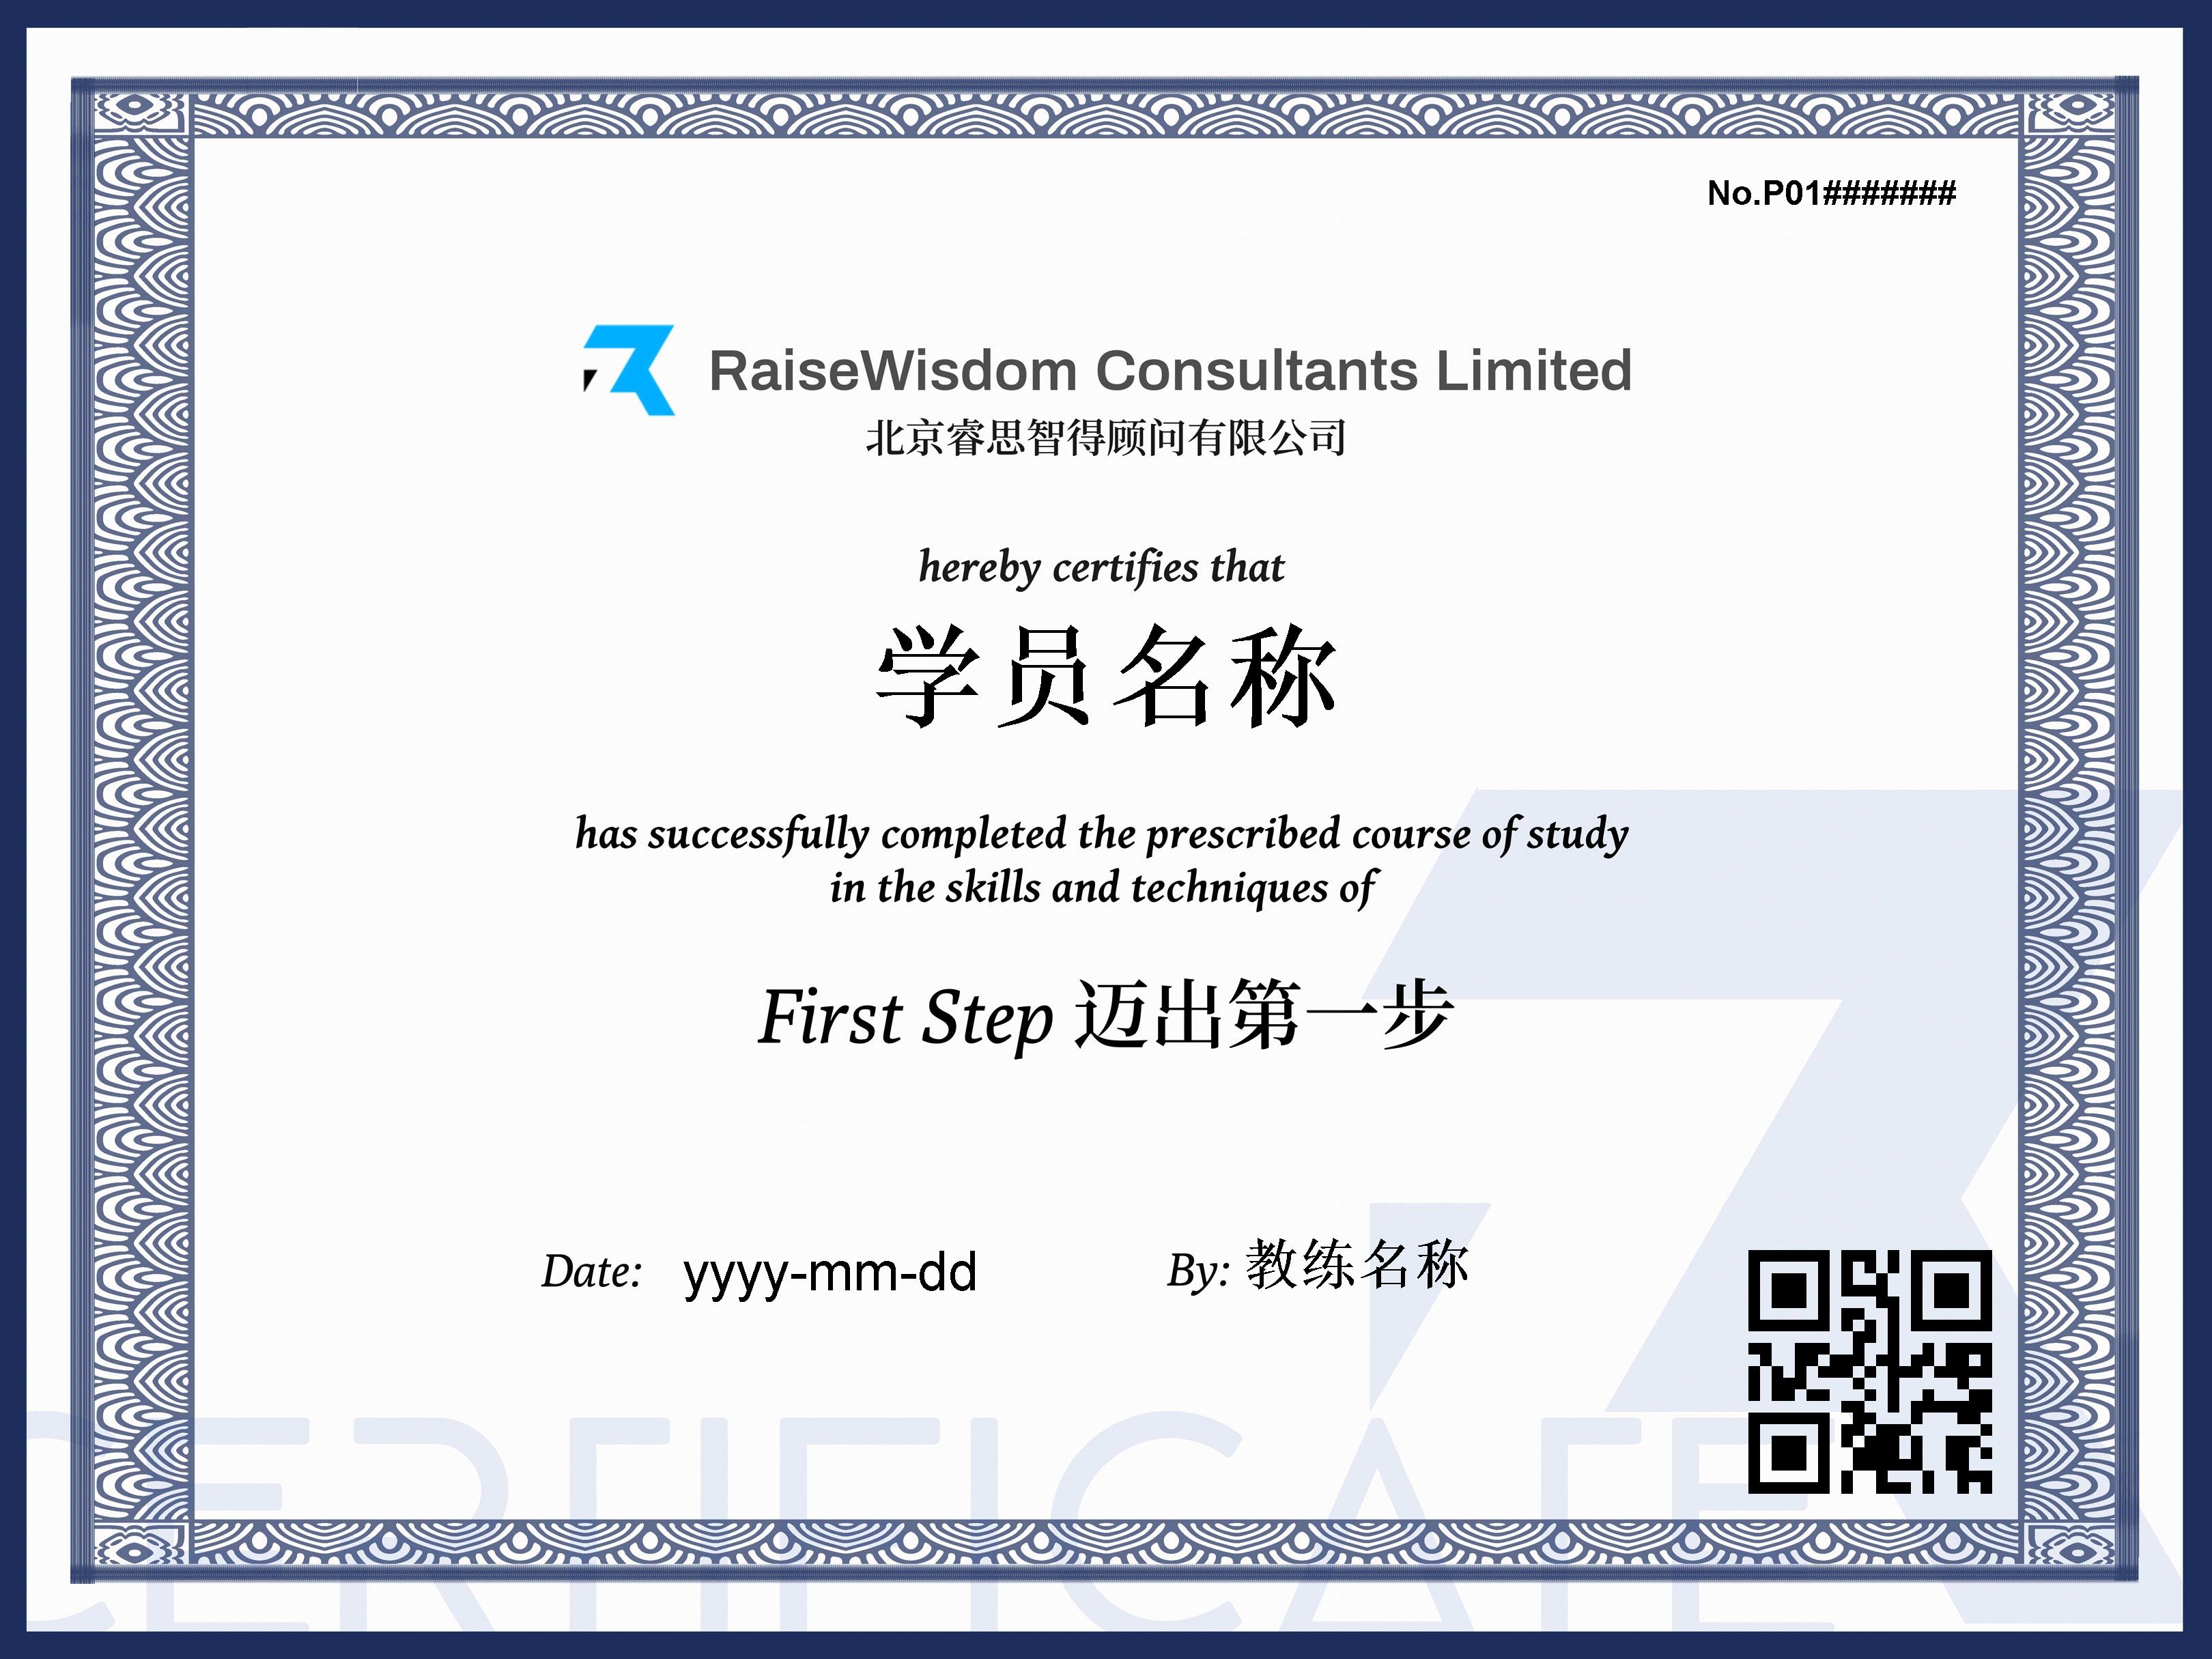 No.P01#######
RaiseWisdom Consultants Limited
北京睿思智得顾问有限公司
hereby certifies that
学员名称
has successfully completed the prescribed course of study
in the skills and techniques of
First Step 迈出第一步
Date: yyyy-mm-dd By: 教练名称
CERTIFICATE